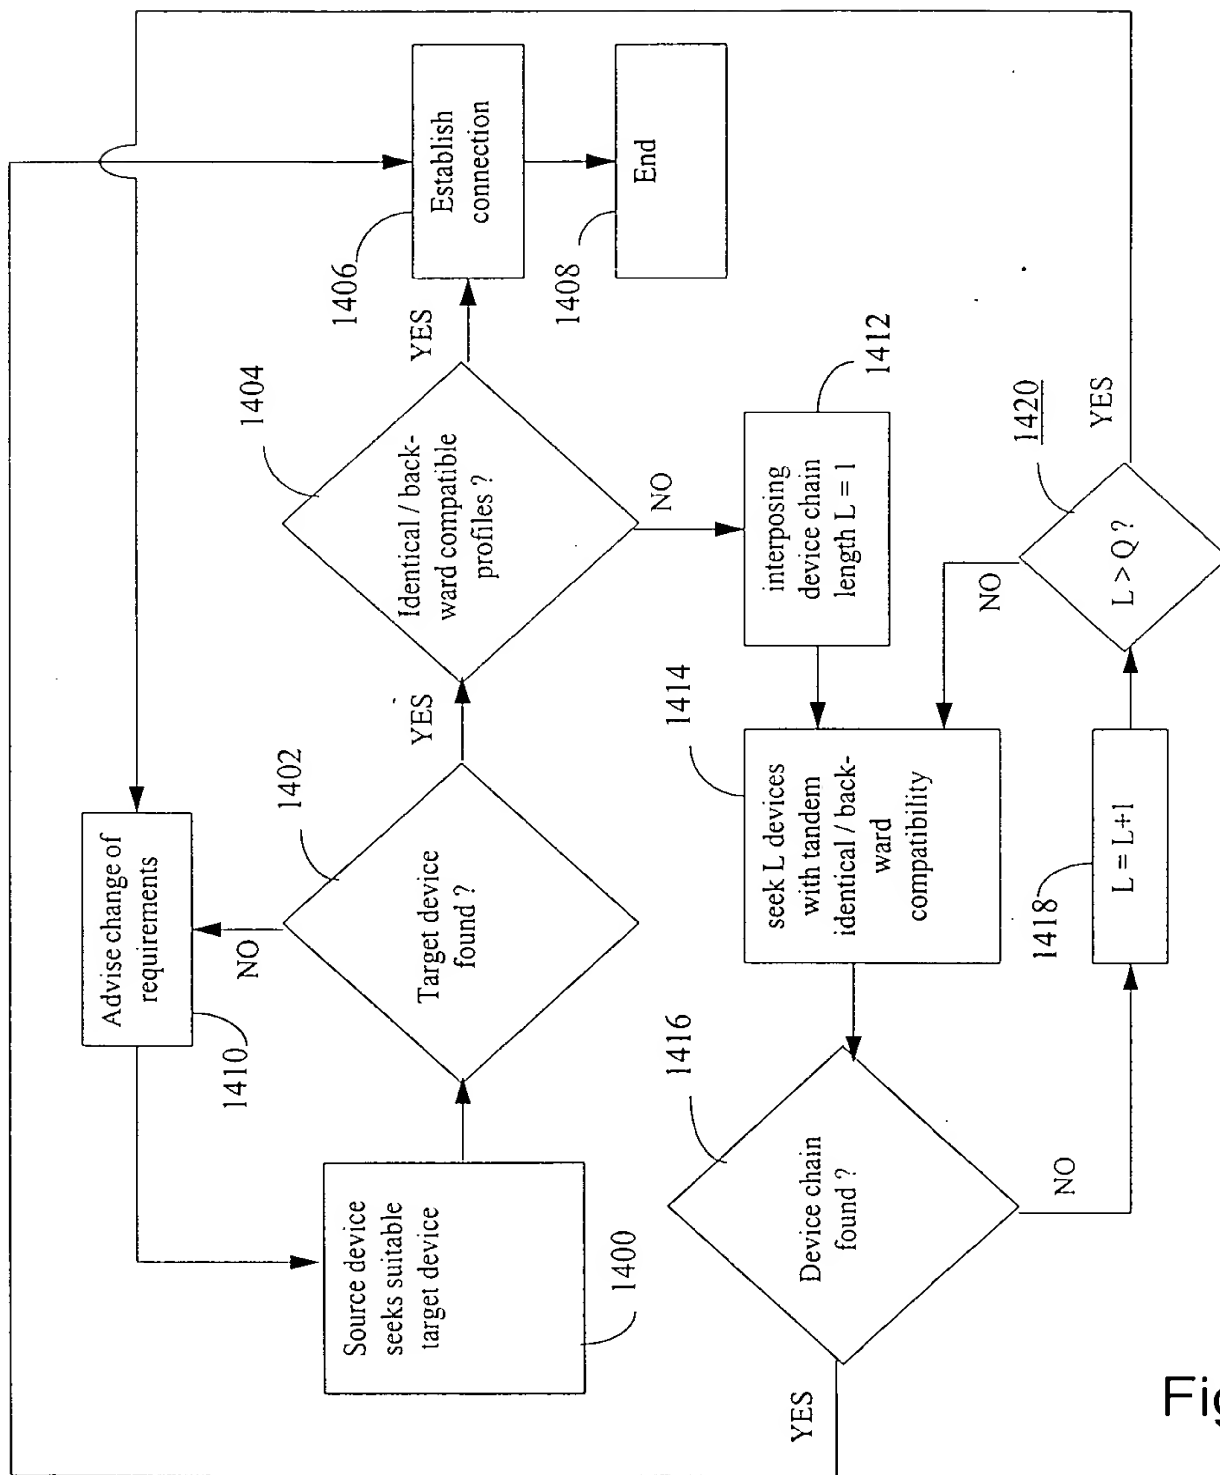 Source device
seeks suitable
target device
1400
Target device
found ?
1402
YES
NO
Advise change of
requirements
1410
Identical / back-
ward compatible
profiles ?
1404
YES
NO
Establish
connection
1406
End
1408
interposing
device chain
length L = 1
1412
seek L devices
with tandem
identical / back-
ward
compatibility
1414
Device chain
found ?
1416
YES
NO
L = L+1
1418
L > Q ?
1420
YES
NO
Fig